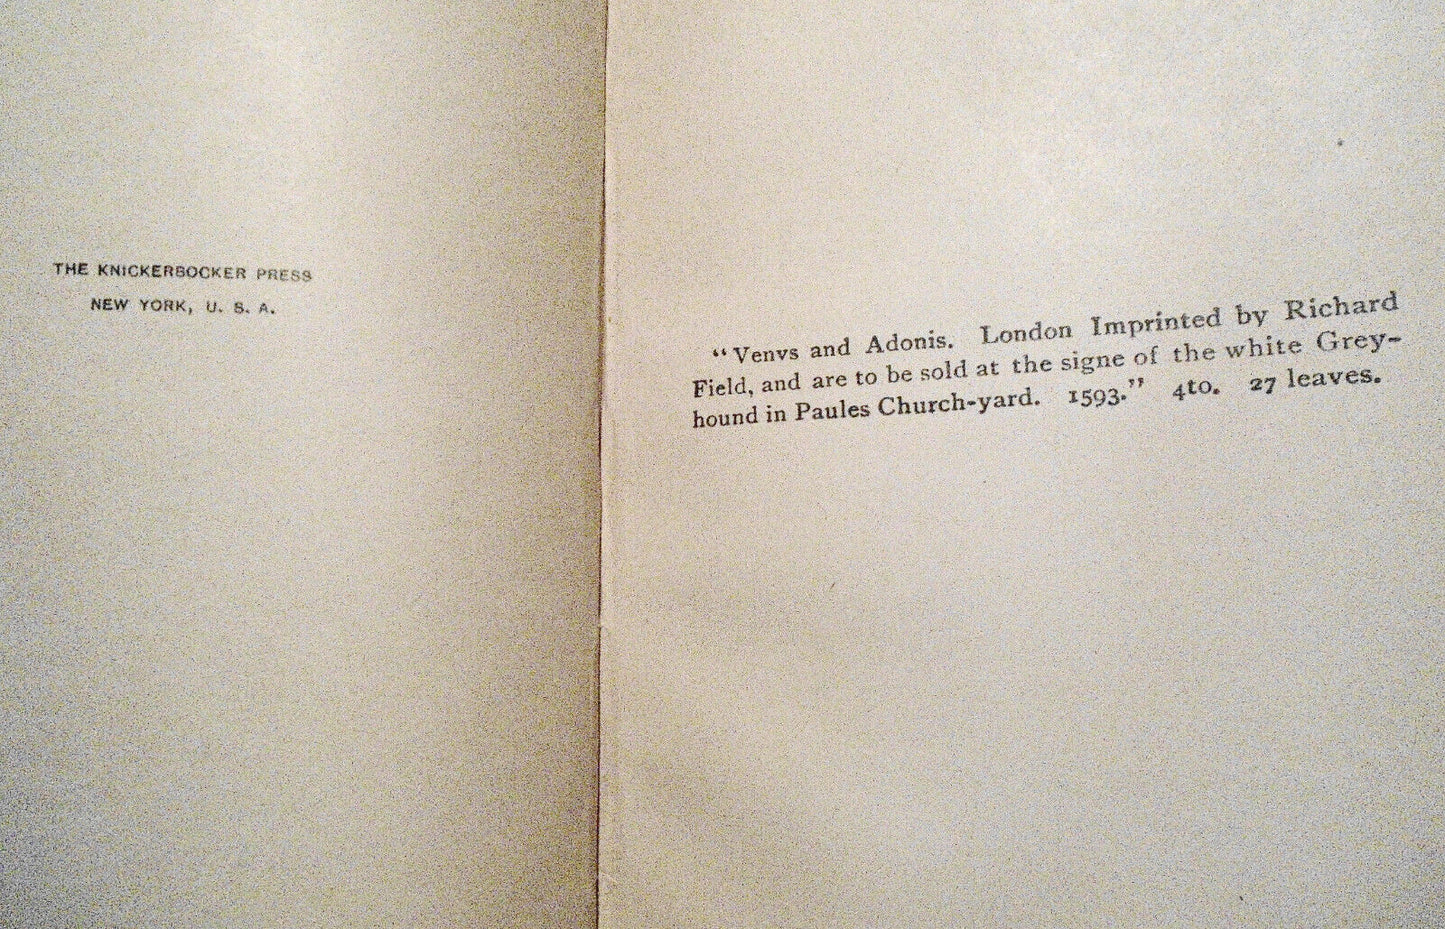 THE KNICKERBOCKER PRESS
NEW YORK, U. S. A.
“Venvs and Adonis. London Imprinted by Richard
Field, and are to be sold at the signe of the white Grey-
hound in Paules Church-yard. 1593.” 4to. 27 leaves.